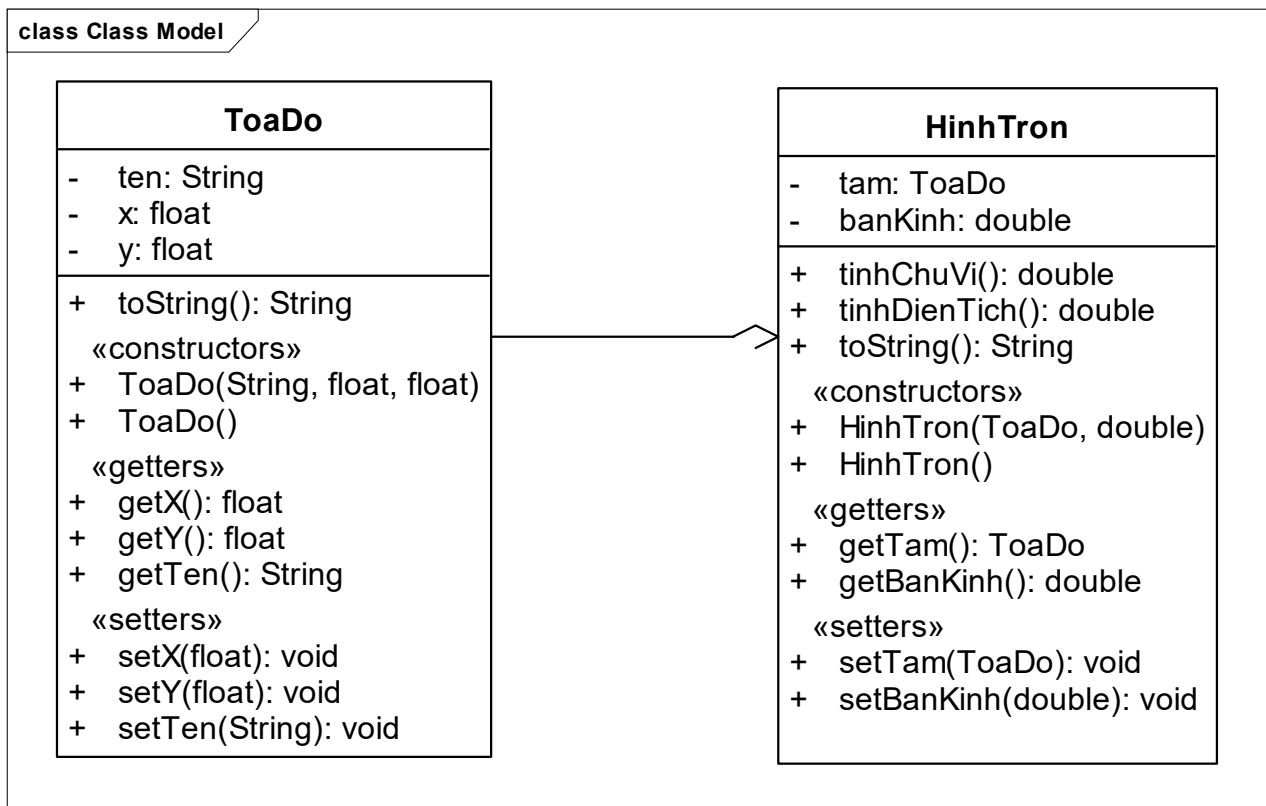 class Class Model
ToaDo
- ten: String
- x: float
- y: float
+ toString(): String
«constructors»
+ ToaDo(String, float, float)
+ ToaDo()
«getters»
+ getX(): float
+ getY(): float
+ getTen(): String
«setters»
+ setX(float): void
+ setY(float): void
+ setTen(String): void
HinhTron
- tam: ToaDo
- banKinh: double
+ tinhChuVi(): double
+ tinhDienTich(): double
+ toString(): String
«constructors»
+ HinhTron(ToaDo, double)
+ HinhTron()
«getters»
+ getTam(): ToaDo
+ getBanKinh(): double
«setters»
+ setTam(ToaDo): void
+ setBanKinh(double): void